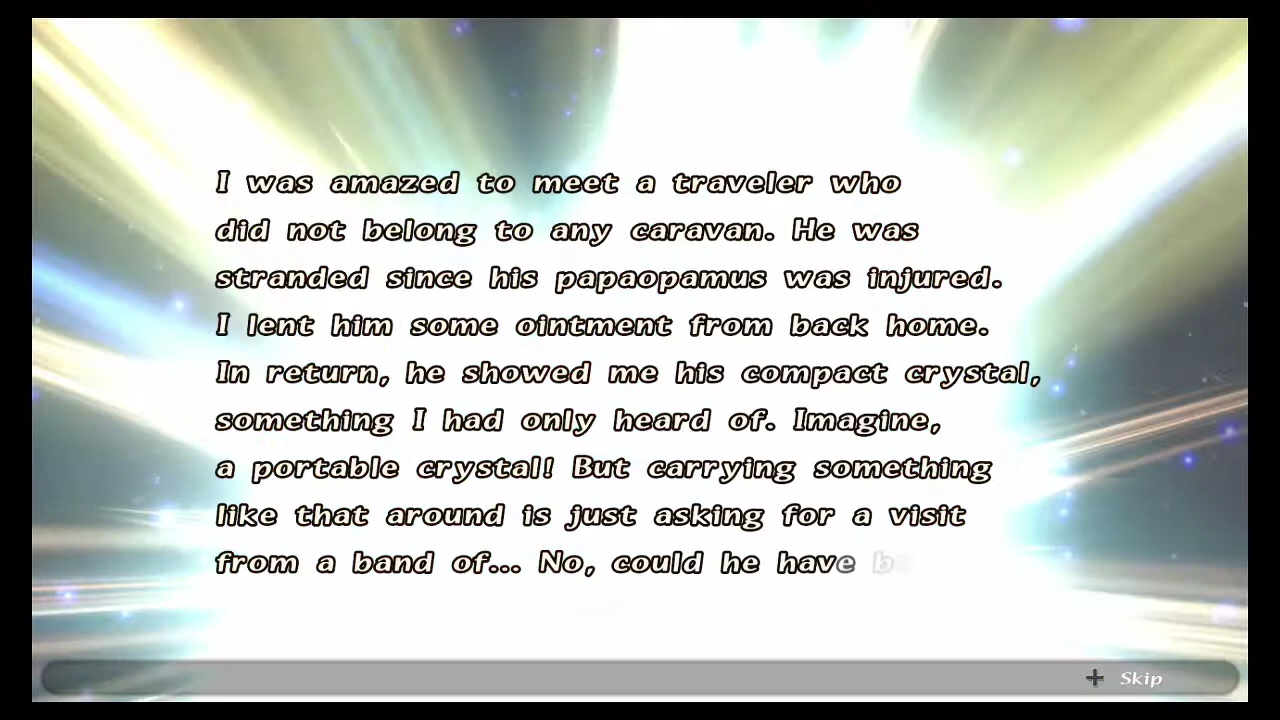 I was amazed to meet a traveler who
did not belong to any caravan. He was
stranded since his papaopamus was injured.
I lent him some ointment from back home.
In return, he showed me his compact crystal,
something I had only heard of. Imagine,
a portable crystal! But carrying something
like that around is just asking for a visit
from a band of... No, could he have
Skip